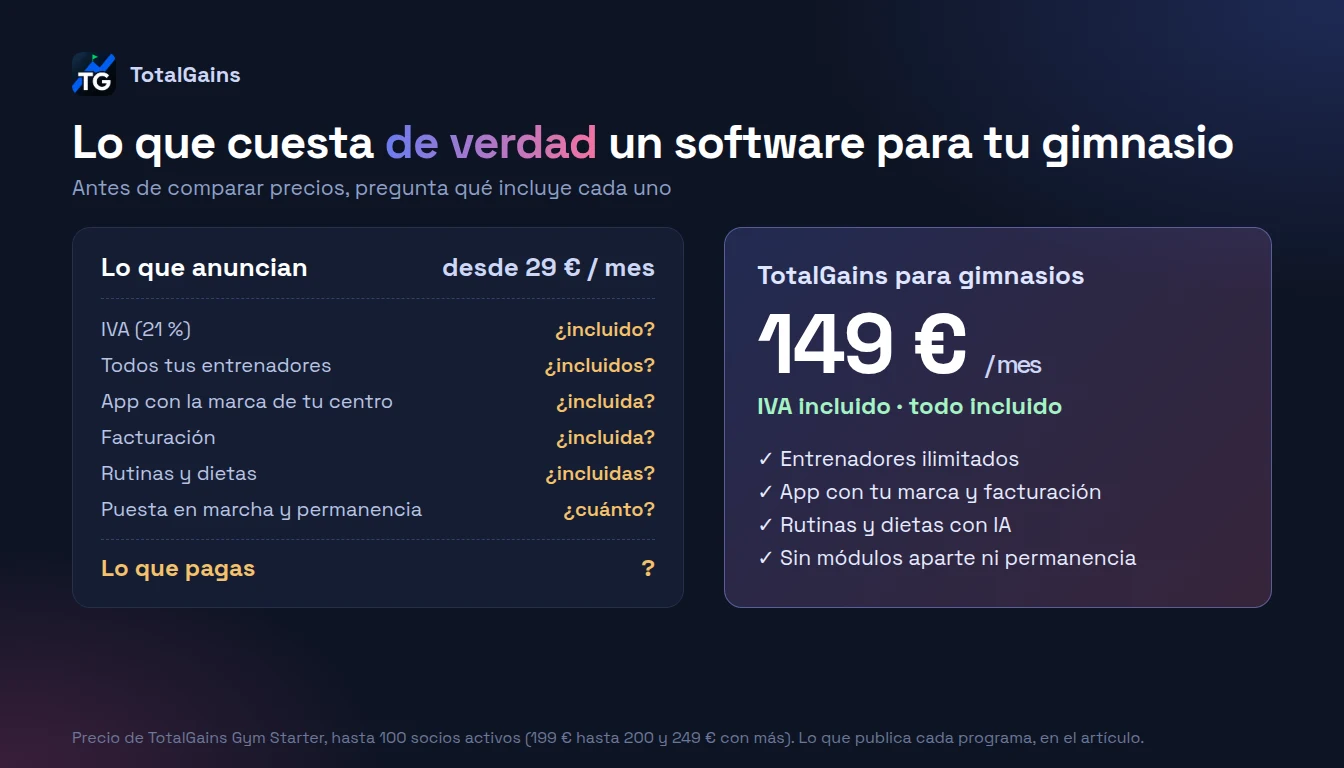 TG
TotalGains
Lo que cuesta de verdad un software para tu gimnasio
Antes de comparar precios, pregunta qué incluye cada uno
Lo que anuncian desde 29 € / mes
IVA (21 %) ¿incluido?
Todos tus entrenadores ¿incluidos?
App con la marca de tu centro ¿incluida?
Facturación ¿incluida?
Rutinas y dietas ¿incluidas?
Puesta en marcha y permanencia ¿cuánto?
Lo que pagas ?
TotalGains para gimnasios
149 € /mes
IVA incluido · todo incluido
✓ Entrenadores ilimitados
✓ App con tu marca y facturación
✓ Rutinas y dietas con IA
✓ Sin módulos aparte ni permanencia
Precio de TotalGains Gym Starter, hasta 100 socios activos (199 € hasta 200 y 249 € con más). Lo que publica cada programa, en el artículo.